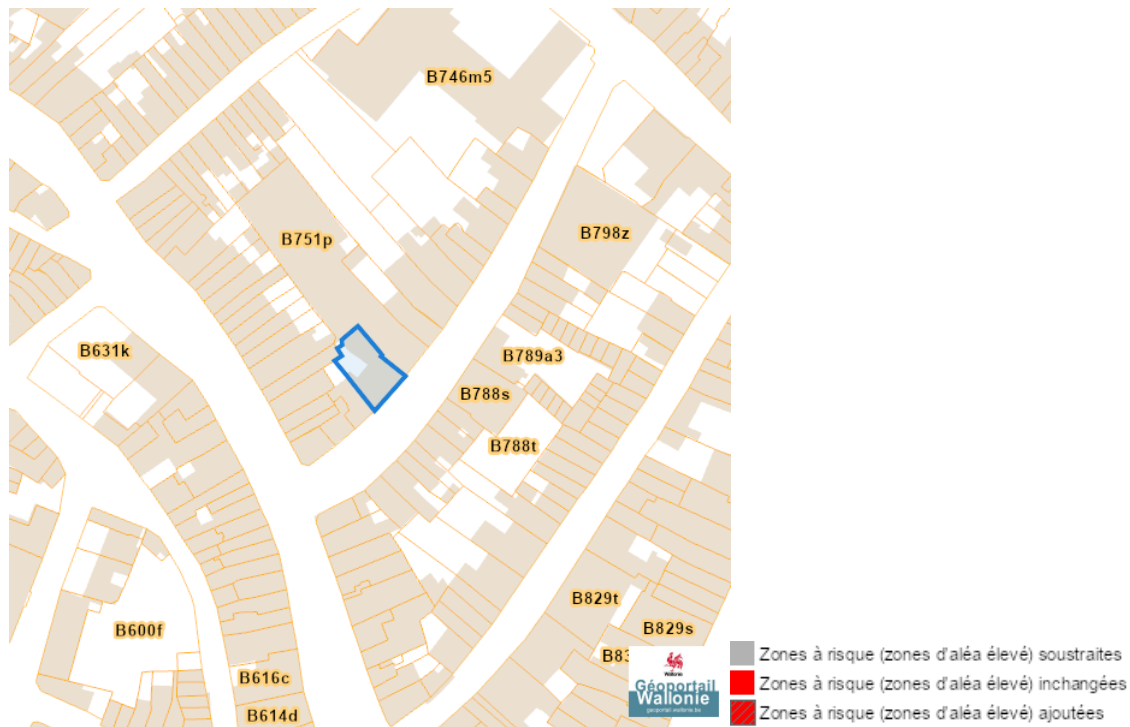 B746m5
B751p
B798z
B631k
B789a3
B788s
B788t
B829t
B829s
B600f
B616c
B614d
Wallonie
Géoportail
Wallonie
geoportail.wallonie.be
Zones à risque (zones d'aléa élevé) soustraites
Zones à risque (zones d'aléa élevé) inchangées
Zones à risque (zones d'aléa élevé) ajoutées